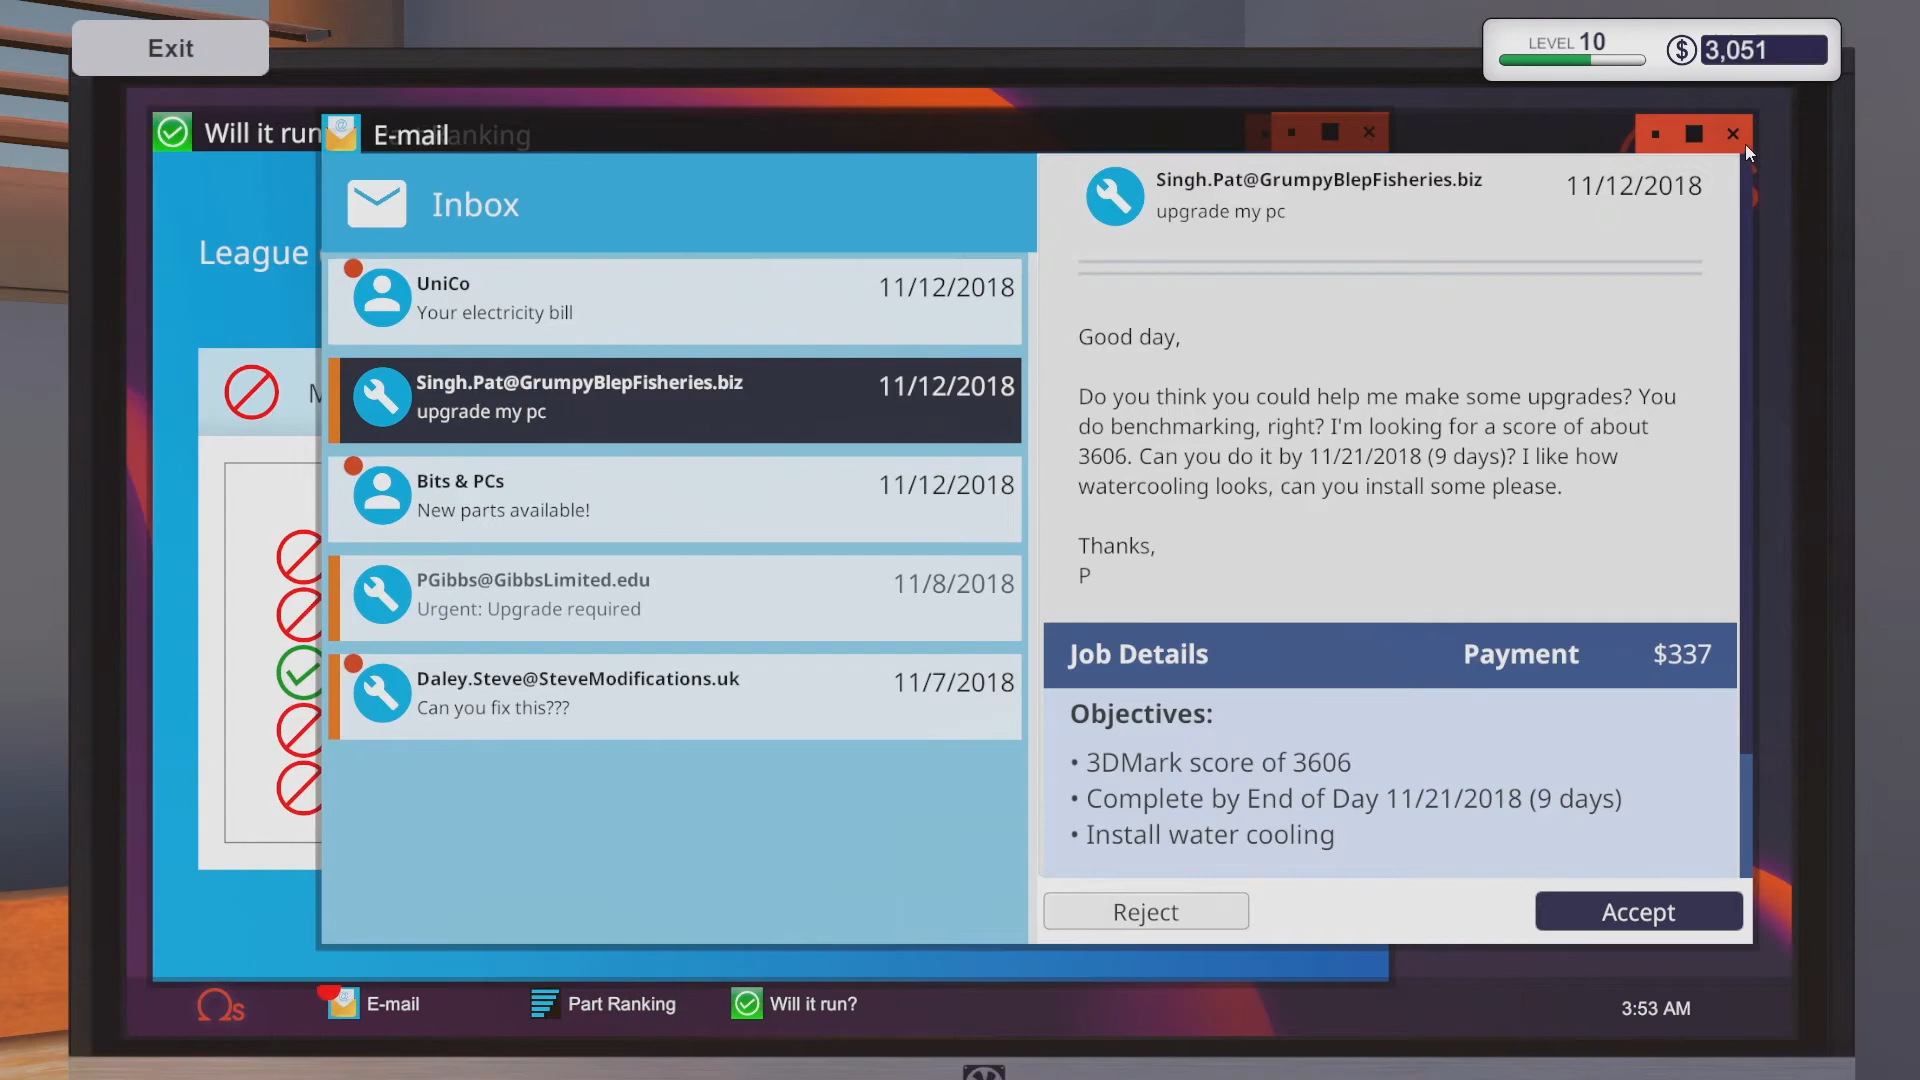 Exit
LEVEL 10
$ 3,051
Will it run
E-mail
anking
Inbox
League
UniCo
Your electricity bill
11/12/2018
Singh.Pat@GrumpyBlepFisheries.biz
upgrade my pc
11/12/2018
Bits & PCs
New parts available!
11/12/2018
PGibbs@GibbsLimited.edu
Urgent: Upgrade required
11/8/2018
Daley.Steve@SteveModifications.uk
Can you fix this???
11/7/2018
Singh.Pat@GrumpyBlepFisheries.biz
upgrade my pc
11/12/2018
Good day,
Do you think you could help me make some upgrades? You
do benchmarking, right? I'm looking for a score of about
3606. Can you do it by 11/21/2018 (9 days)? I like how
watercooling looks, can you install some please.
Thanks,
P
Job Details Payment $337
Objectives:
• 3DMark score of 3606
• Complete by End of Day 11/21/2018 (9 days)
• Install water cooling
Reject
Accept
Ωs
E-mail
Part Ranking
Will it run?
3:53 AM